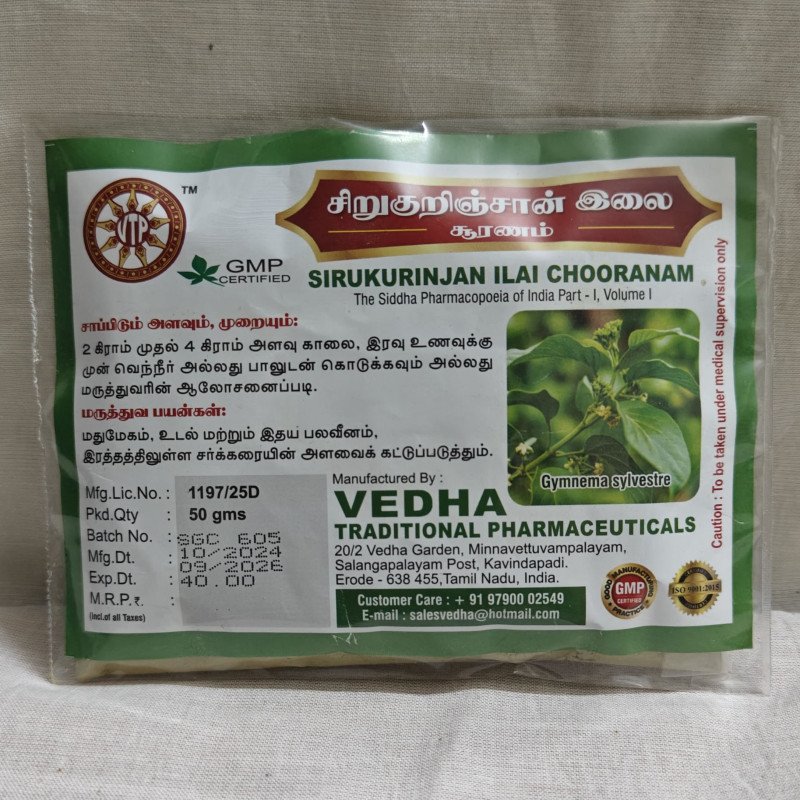 VTP
TM
சிறுகுறிஞ்சான் இலை
சூரணம்
GMP
CERTIFIED
SIRUKURINJAN ILAI CHOORANAM
The Siddha Pharmacopoeia of India Part - I, Volume I
சாப்பிடும் அளவும், முறையும்:
2 கிராம் முதல் 4 கிராம் அளவு காலை, இரவு உணவுக்கு
முன் வெந்நீர் அல்லது பாலுடன் கொடுக்கவும் அல்லது
மருத்துவரின் ஆலோசனைப்படி.
மருத்துவ பயன்கள்:
மதுமேகம், உடல் மற்றும் இதய பலவீனம்,
இரத்தத்திலுள்ள சர்க்கரையின் அளவைக் கட்டுப்படுத்தும்.
Gymnema sylvestre
Caution : To be taken under medical supervision only
Mfg.Lic.No. : 1197/25D
Pkd.Qty : 50 gms
Batch No. : SGC 605
Mfg.Dt. : 10/2024
Exp.Dt. : 09/2026
M.R.P.₹. : 40.00
(Incl.of all Taxes)
Manufactured By :
VEDHA
TRADITIONAL PHARMACEUTICALS
20/2 Vedha Garden, Minnavettuvampalayam,
Salangapalayam Post, Kavindapadi.
Erode - 638 455,Tamil Nadu, India.
Customer Care : + 91 97900 02549
E-mail : salesvedha@hotmail.com
GOOD MANUFACTURING
GMP
CERTIFIED
PRACTICE
ISO 9001:2015